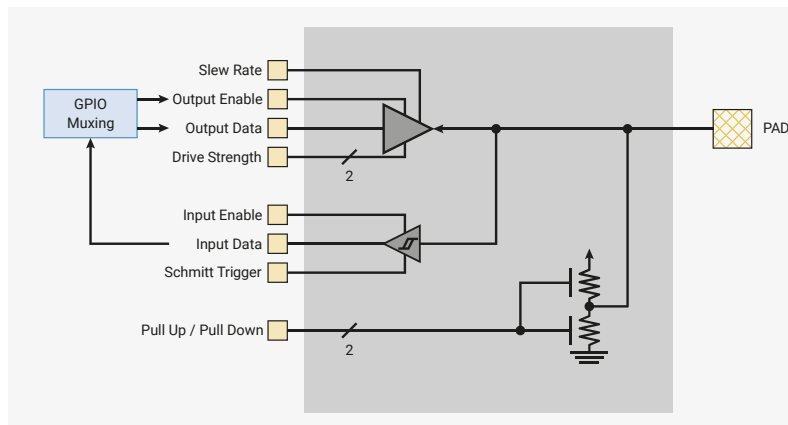 Slew Rate
GPIO
Muxing
Output Enable
Output Data
PAD
Drive Strength
2
Input Enable
Input Data
Schmitt Trigger
Pull Up / Pull Down
2